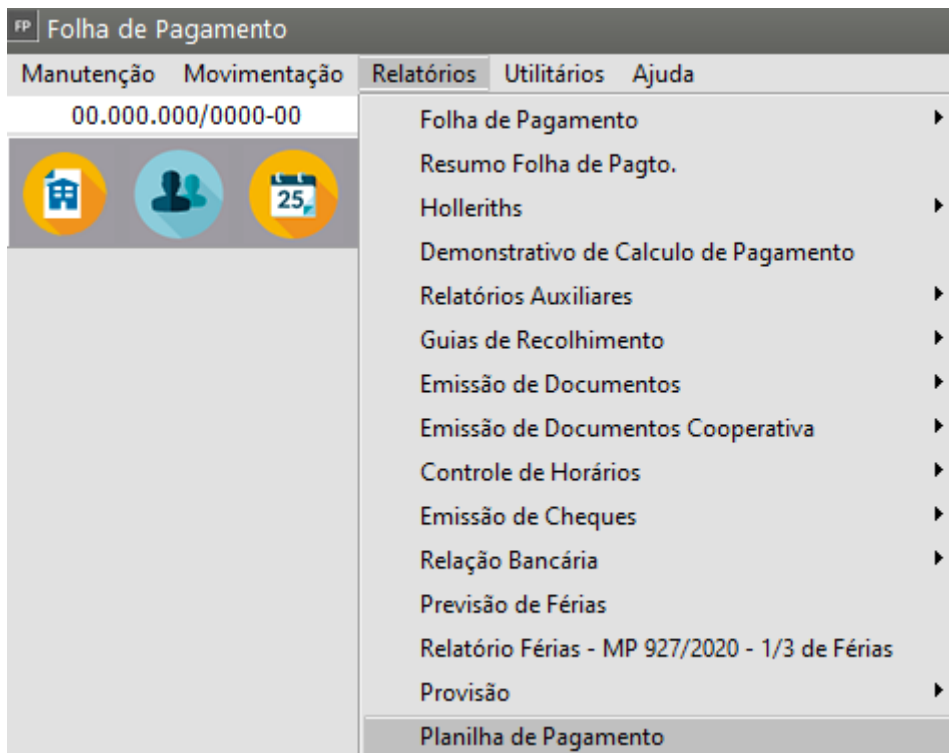 FP Folha de Pagamento
Manutenção Movimentação Relatórios Utilitários Ajuda
00.000.000/0000-00
25
Folha de Pagamento
Resumo Folha de Pagto.
Holleriths
Demonstrativo de Calculo de Pagamento
Relatórios Auxiliares
Guias de Recolhimento
Emissão de Documentos
Emissão de Documentos Cooperativa
Controle de Horários
Emissão de Cheques
Relação Bancária
Previsão de Férias
Relatório Férias - MP 927/2020 - 1/3 de Férias
Provisão
Planilha de Pagamento